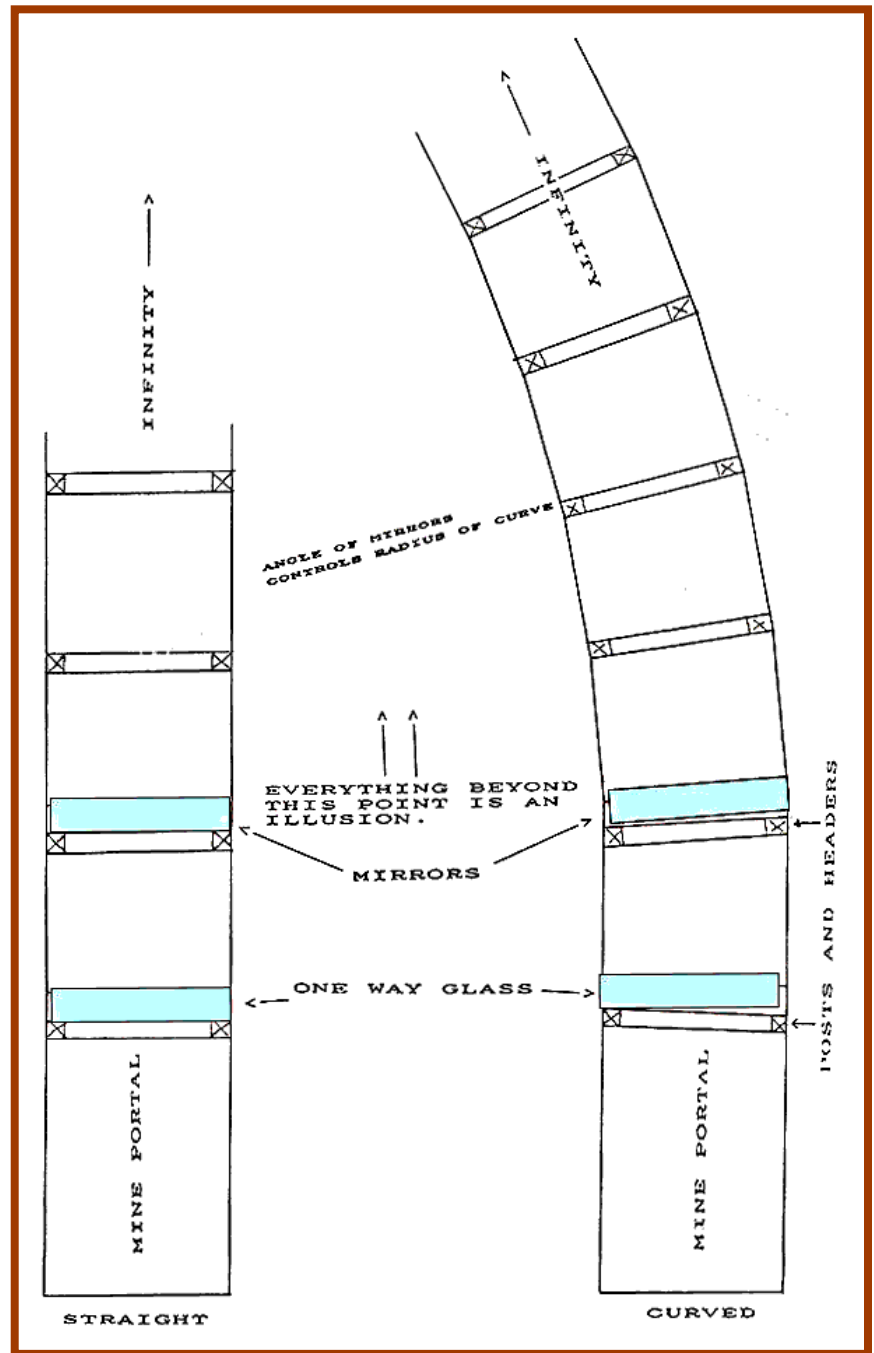 INFINITY
INFINITY
ANGLE OF MIRRORS
CONTROLS RADIUS OF CURVE
EVERYTHING BEYOND
THIS POINT IS AN
ILLUSION.
MIRRORS
POSTS AND HEADERS
ONE WAY GLASS
MINE PORTAL
MINE PORTAL
STRAIGHT
CURVED